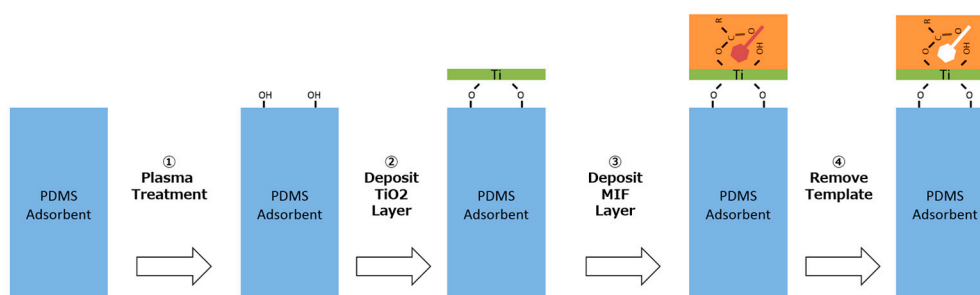 PDMS
Adsorbent
①
Plasma
Treatment
OH
OH
PDMS
Adsorbent
②
Deposit
TiO2
Layer
Ti
O
O
PDMS
Adsorbent
③
Deposit
MIF
Layer
R
C
O
O
OH
Ti
O
O
PDMS
Adsorbent
④
Remove
Template
R
C
O
O
OH
Ti
O
O
PDMS
Adsorbent